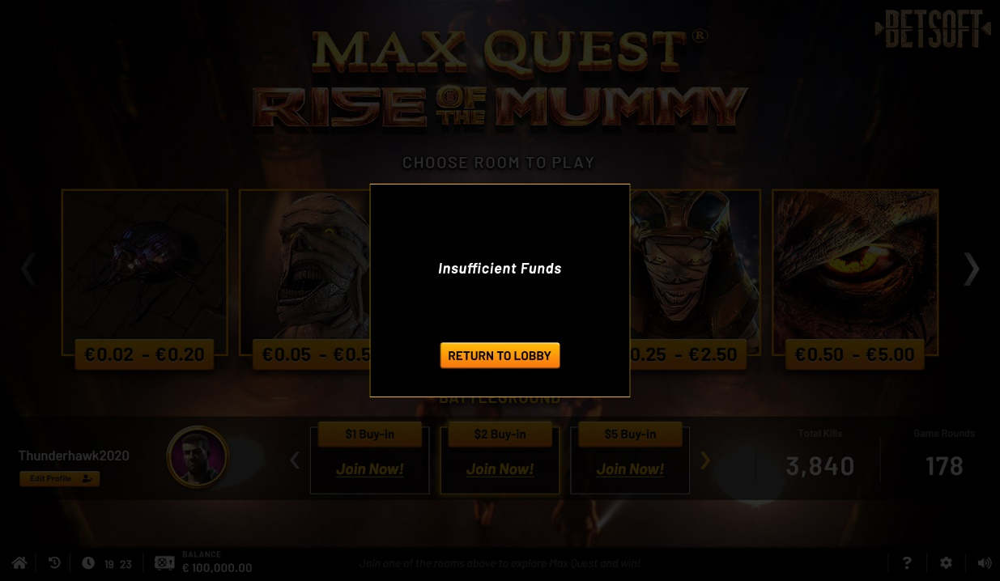 BETSOFT
MAX QUEST®
RISE OF THE MUMMY
CHOOSE ROOM TO PLAY
Insufficient Funds
RETURN TO LOBBY
€0.02 - €0.20
€0.05 - €0.5
0.25 - €2.50
€0.50 - €5.00
BATTLEGROUND
Thunderhawk2020
Edit Profile
$1 Buy-in
Join Now!
$2 Buy-in
Join Now!
$5 Buy-in
Join Now!
Total Kills
3,840
Game Rounds
178
19 23
BALANCE
€ 100,000.00
Join one of the rooms above to explore Max Quest and win!
?